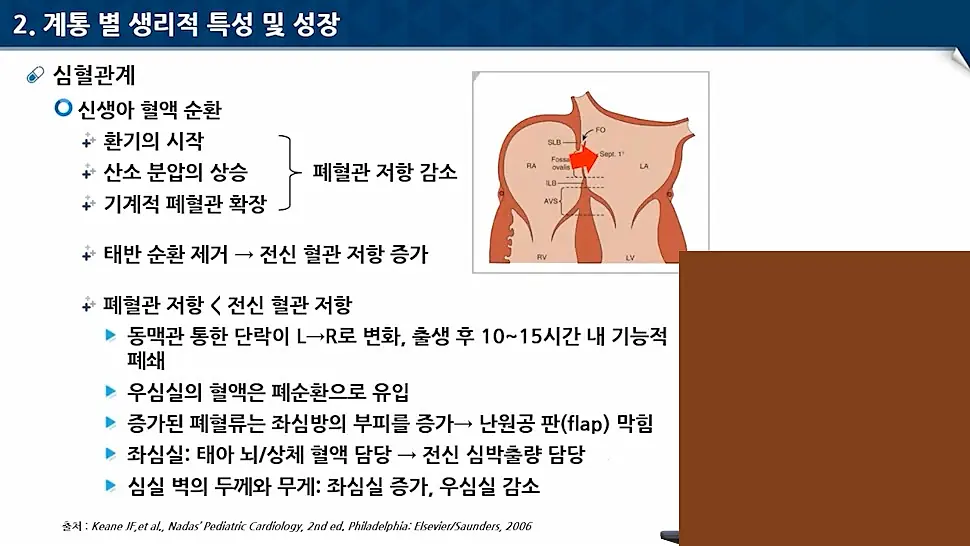 2. 계통 별 생리적 특성 및 성장
심혈관계
신생아 혈액 순환
환기의 시작
산소 분압의 상승
기계적 폐혈관 확장
폐혈관 저항 감소
태반 순환 제거 → 전신 혈관 저항 증가
폐혈관 저항 < 전신 혈관 저항
동맥관 통한 단락이 L→R로 변화, 출생 후 10~15시간 내 기능적
폐쇄
우심실의 혈액은 폐순환으로 유입
증가된 폐혈류는 좌심방의 부피를 증가→ 난원공 판(flap) 막힘
좌심실: 태아 뇌/상체 혈액 담당 → 전신 심박출량 담당
심실 벽의 두께와 무게: 좌심실 증가, 우심실 감소
FO
SLB
Sept. 1°
Fossa
ovalis
RA
LA
ILB
AVS
RV
LV
출처 : Keane JF,et al., Nadas' Pediatric Cardiology, 2nd ed. Philadelphia: Elsevier/Saunders, 2006